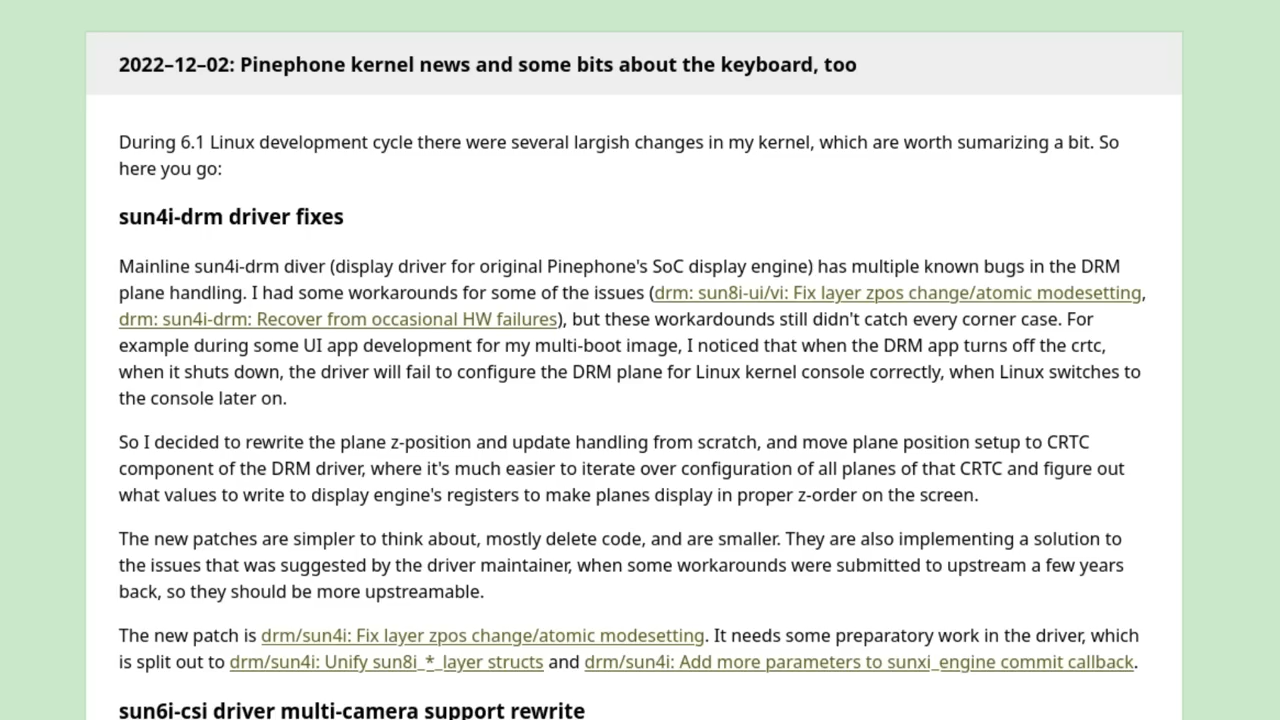 2022–12–02: Pinephone kernel news and some bits about the keyboard, too
During 6.1 Linux development cycle there were several largish changes in my kernel, which are worth sumarizing a bit. So
here you go:
sun4i-drm driver fixes
Mainline sun4i-drm diver (display driver for original Pinephone's SoC display engine) has multiple known bugs in the DRM
plane handling. I had some workarounds for some of the issues (drm: sun8i-ui/vi: Fix layer zpos change/atomic modesetting,
drm: sun4i-drm: Recover from occasional HW failures), but these workardounds still didn't catch every corner case. For
example during some UI app development for my multi-boot image, I noticed that when the DRM app turns off the crtc,
when it shuts down, the driver will fail to configure the DRM plane for Linux kernel console correctly, when Linux switches to
the console later on.
So I decided to rewrite the plane z-position and update handling from scratch, and move plane position setup to CRTC
component of the DRM driver, where it's much easier to iterate over configuration of all planes of that CRTC and figure out
what values to write to display engine's registers to make planes display in proper z-order on the screen.
The new patches are simpler to think about, mostly delete code, and are smaller. They are also implementing a solution to
the issues that was suggested by the driver maintainer, when some workarounds were submitted to upstream a few years
back, so they should be more upstreamable.
The new patch is drm/sun4i: Fix layer zpos change/atomic modesetting. It needs some preparatory work in the driver, which
is split out to drm/sun4i: Unify sun8i_*_layer structs and drm/sun4i: Add more parameters to sunxi_engine commit callback.
sun6i-csi driver multi-camera support rewrite